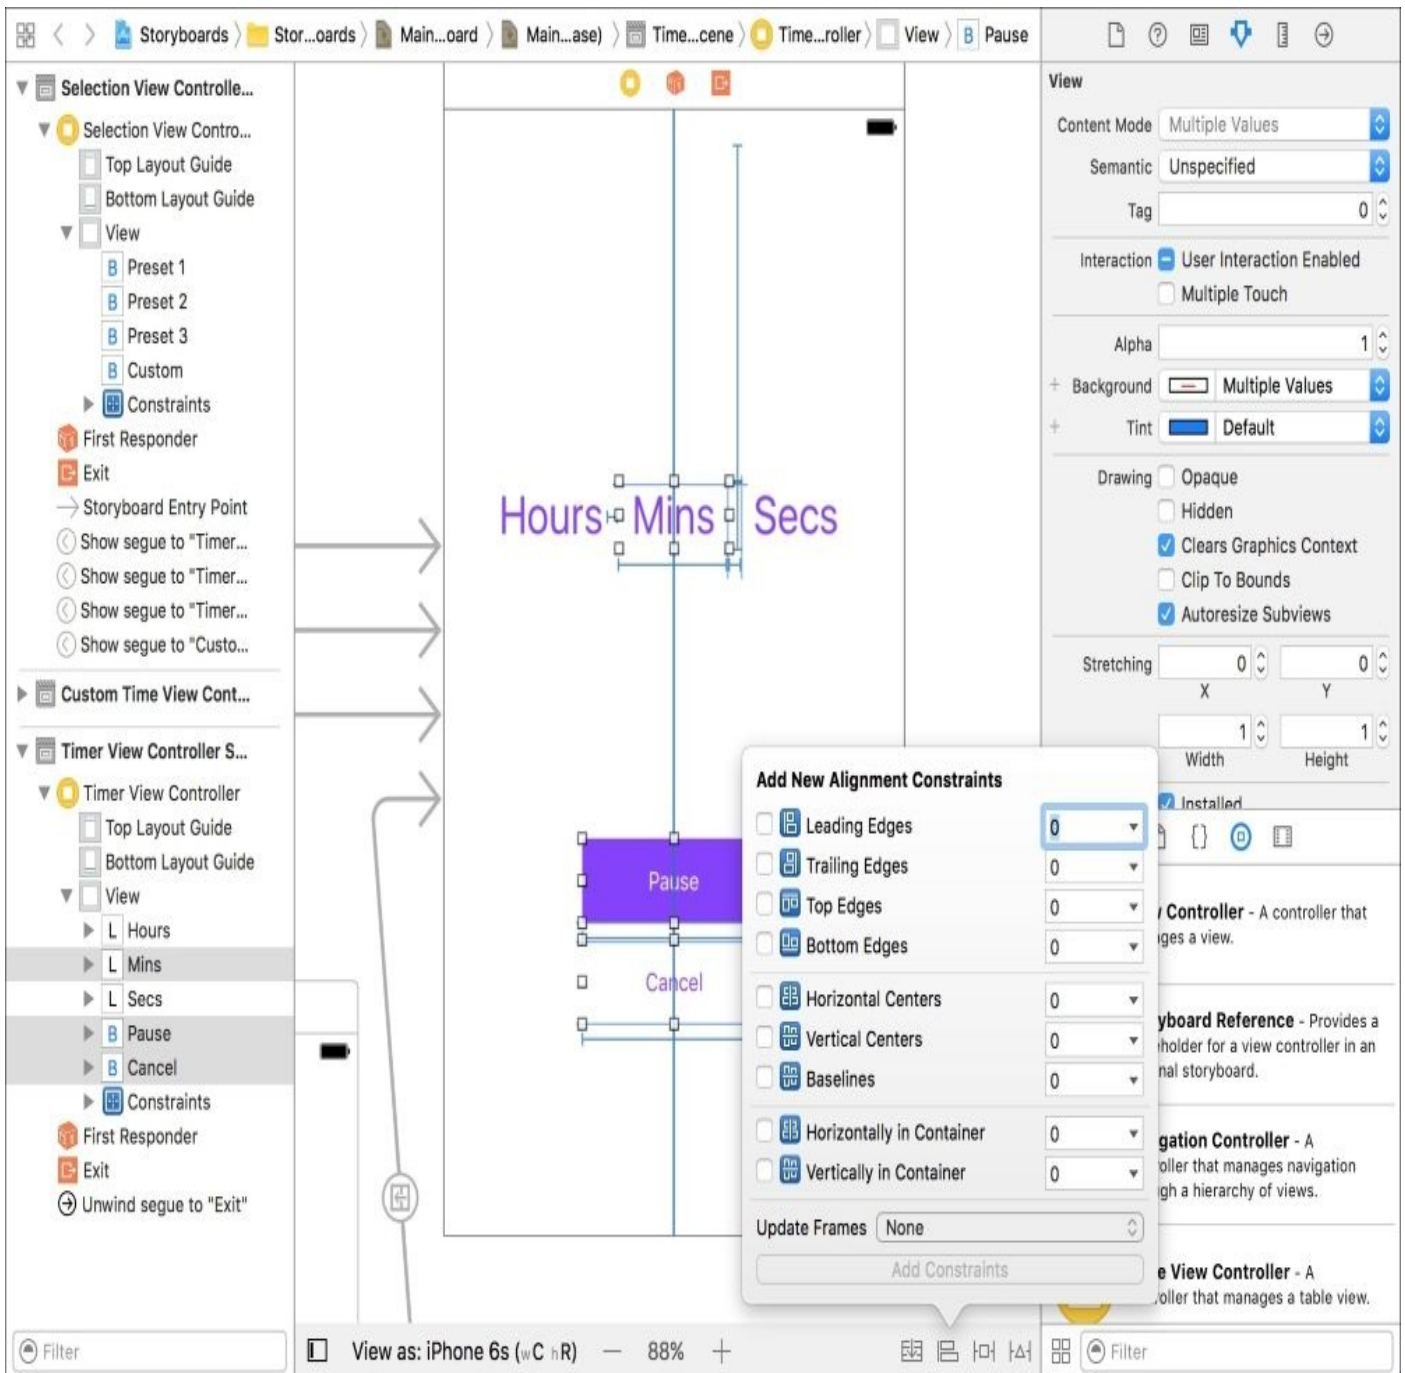 Storyboards
Stor...oards
Main...oard
Main...ase)
Time...cene
Time...roller
View
B Pause
Selection View Controlle...
Selection View Contro...
Top Layout Guide
Bottom Layout Guide
View
B Preset 1
B Preset 2
B Preset 3
B Custom
Constraints
First Responder
Exit
Storyboard Entry Point
Show segue to "Timer...
Show segue to "Timer...
Show segue to "Timer...
Show segue to "Custo...
Custom Time View Cont...
Timer View Controller S...
Timer View Controller
Top Layout Guide
Bottom Layout Guide
View
L Hours
L Mins
L Secs
B Pause
B Cancel
Constraints
First Responder
Exit
Unwind segue to "Exit"
Filter
Hours Mins Secs
Pause
Cancel
View as: iPhone 6s (wC hR) — 88% +
Add New Alignment Constraints
Leading Edges 0
Trailing Edges 0
Top Edges 0
Bottom Edges 0
Horizontal Centers 0
Vertical Centers 0
Baselines 0
Horizontally in Container 0
Vertically in Container 0
Update Frames None
Add Constraints
View
Content Mode Multiple Values
Semantic Unspecified
Tag 0
Interaction User Interaction Enabled
Multiple Touch
Alpha 1
+ Background Multiple Values
+ Tint Default
Drawing Opaque
Hidden
Clears Graphics Context
Clip To Bounds
Autoresize Subviews
Stretching 0 0
X Y
1 1
Width Height
Installed
{}
Controller - A controller that
ges a view.
yboard Reference - Provides a
holder for a view controller in an
nal storyboard.
gation Controller - A
oller that manages navigation
gh a hierarchy of views.
e View Controller - A
oller that manages a table view.
Filter